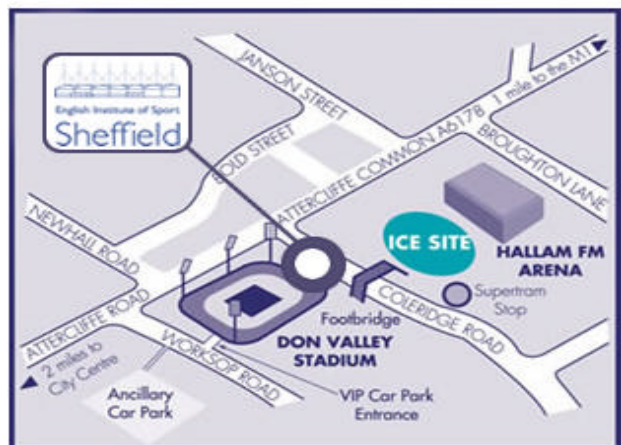 English Institute of Sport
Sheffield
JANSON STREET
BOLD STREET
ATTERCLIFFE COMMON A6178
1 mile to the M1
BROUGHTON LANE
NEWHALL ROAD
ICE SITE
HALLAM FM
ARENA
Supertram
Stop
COLERIDGE ROAD
Footbridge
DON VALLEY
STADIUM
ATTERCLIFFE ROAD
WORKSOP ROAD
2 miles to
City Centre
Ancillary
Car Park
VIP Car Park
Entrance